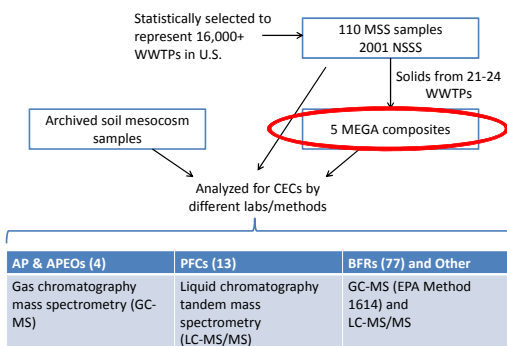 Statistically selected to
represent 16,000+
WWTPs in U.S.
110 MSS samples
2001 NSSS
Solids from 21-24
WWTPs
Archived soil mesocosm
samples
5 MEGA composites
Analyzed for CECs by
different labs/methods
AP & APEOs (4)
PFCs (13)
BFRs (77) and Other
Gas chromatography
mass spectrometry (GC-
MS)
Liquid chromatography
tandem mass
spectrometry
(LC-MS/MS)
GC-MS (EPA Method
1614) and
LC-MS/MS